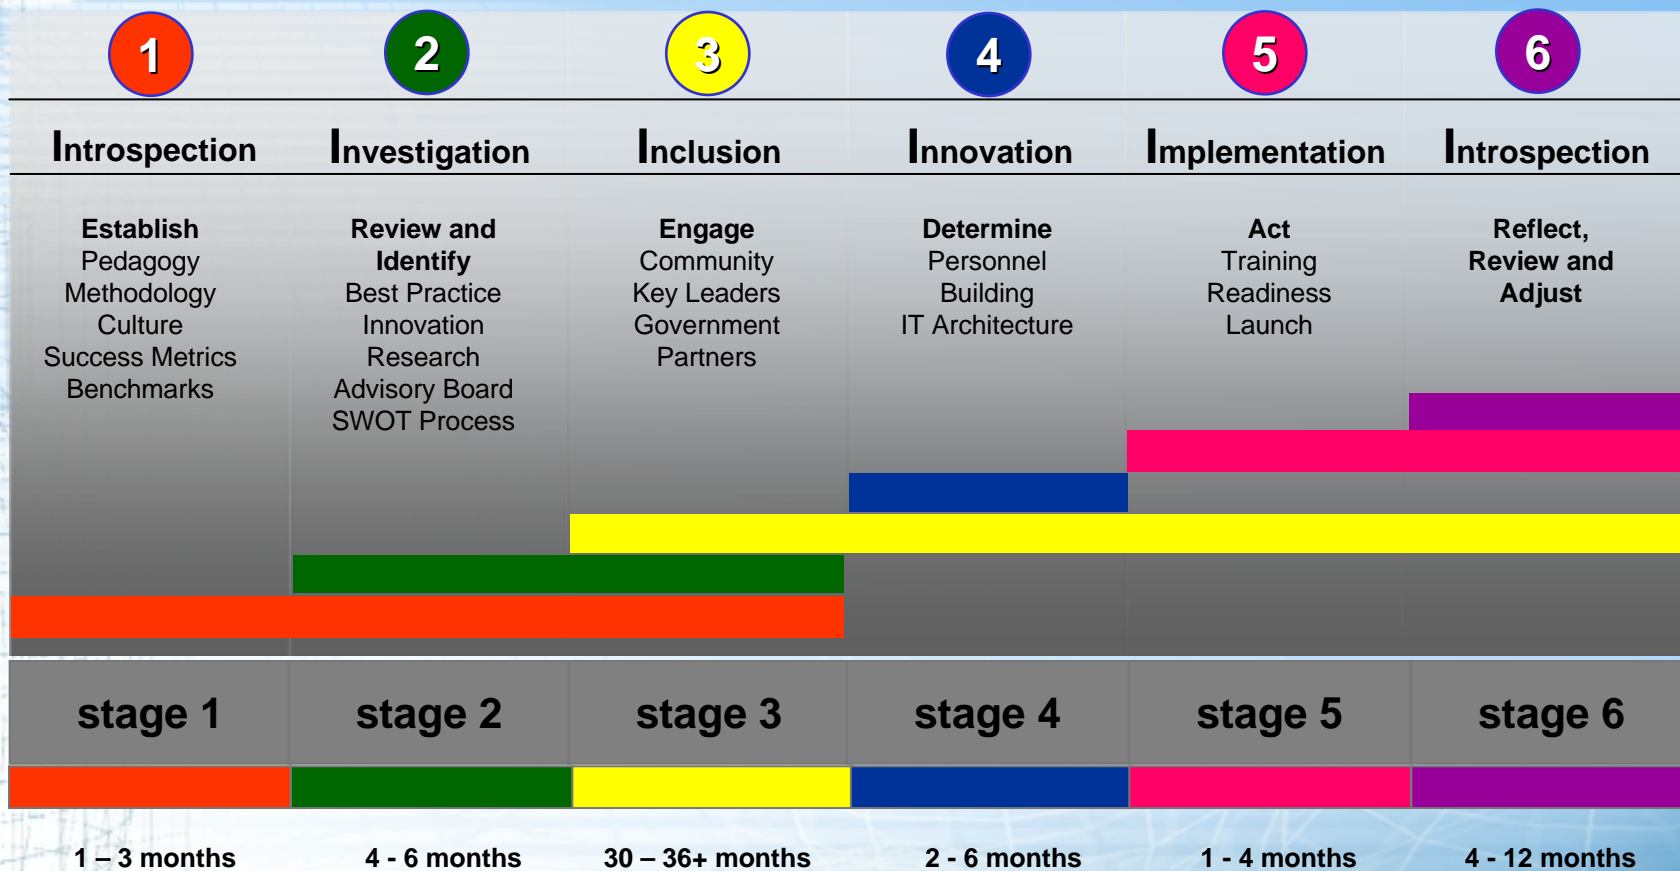 1
2
3
4
5
6
Introspection
Investigation
Inclusion
Innovation
Implementation
Introspection
Establish
Pedagogy
Methodology
Culture
Success Metrics
Benchmarks
Review and
Identify
Best Practice
Innovation
Research
Advisory Board
SWOT Process
Engage
Community
Key Leaders
Government
Partners
Determine
Personnel
Building
IT Architecture
Act
Training
Readiness
Launch
Reflect,
Review and
Adjust
stage 1
stage 2
stage 3
stage 4
stage 5
stage 6
1 – 3 months
4 - 6 months
30 – 36+ months
2 - 6 months
1 - 4 months
4 - 12 months